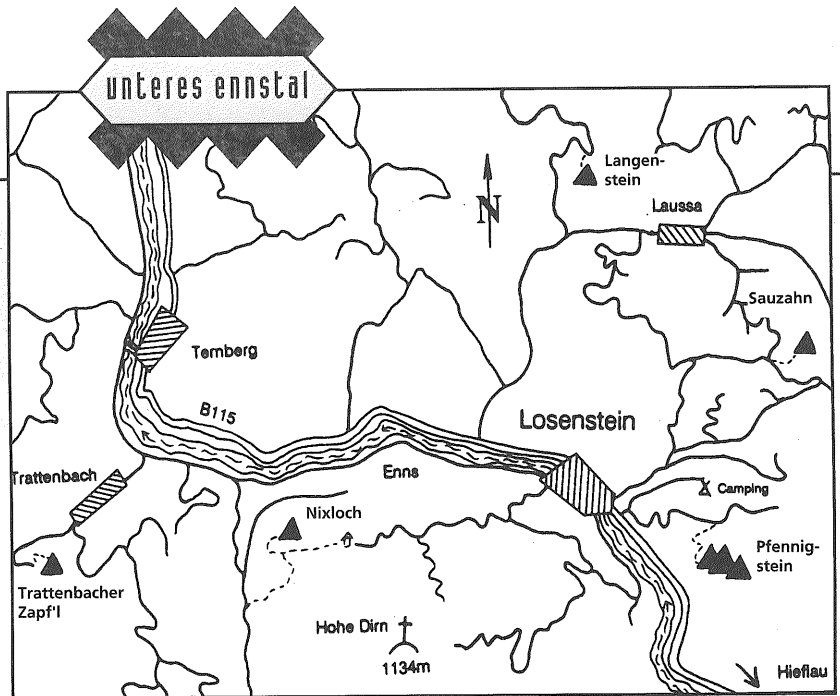 unteres ennstal
Langen-
stein
N
Laussa
Sauzahn
Ternberg
B115
Losenstein
Trattenbach
Enns
Camping
Nixloch
Pfennig-
stein
Trattenbacher
Zapf'l
Hohe Dirn
1134m
Hieflau